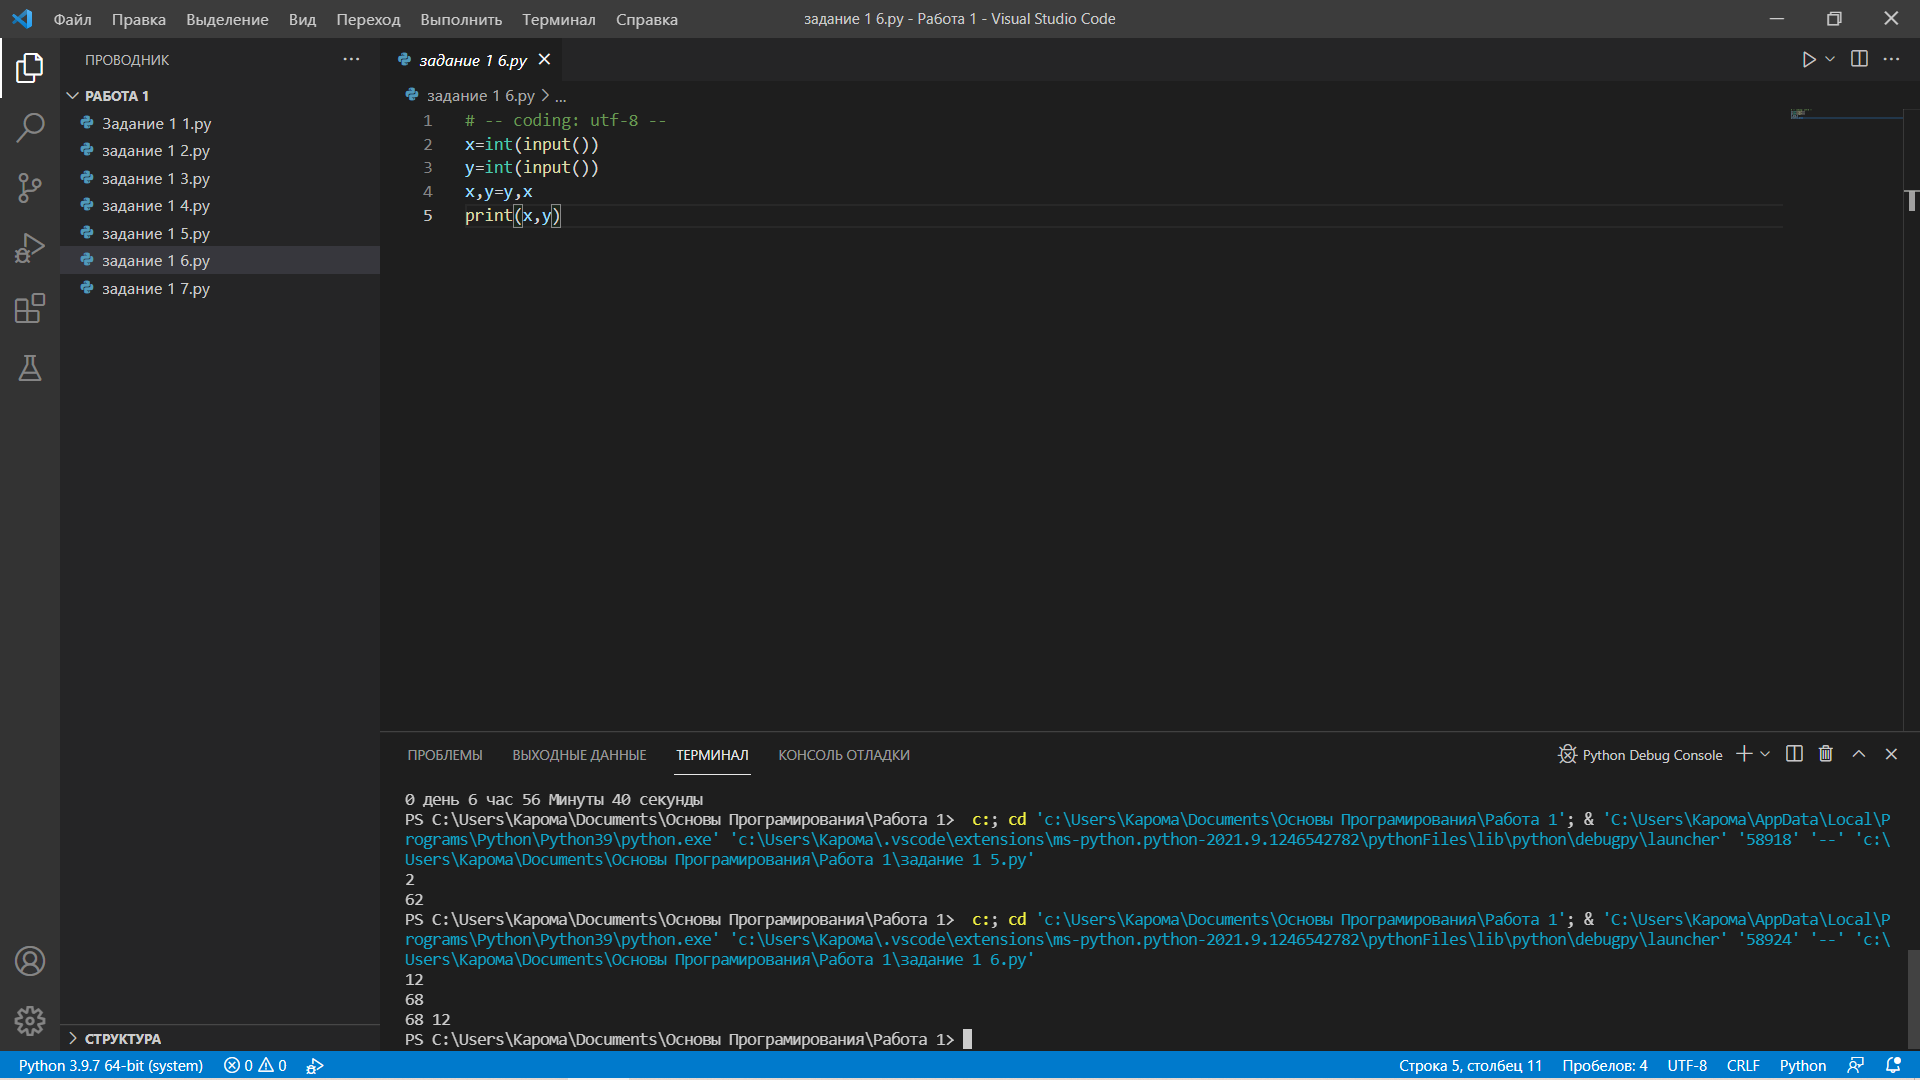 Файл Правка Выделение Вид Переход Выполнить Терминал Справка
задание 1 6.py - Работа 1 - Visual Studio Code
ПРОВОДНИК
РАБОТА 1
Задание 1 1.py
задание 1 2.py
задание 1 3.py
задание 1 4.py
задание 1 5.py
задание 1 6.py
задание 1 7.py
СТРУКТУРА
задание 1 6.py
задание 1 6.py > ...
1 # -- coding: utf-8 --
2 x=int(input())
3 y=int(input())
4 x,y=y,x
5 print(x,y)
ПРОБЛЕМЫ ВЫХОДНЫЕ ДАННЫЕ ТЕРМИНАЛ КОНСОЛЬ ОТЛАДКИ
Python Debug Console
0 день 6 час 56 Минуты 40 секунды
PS C:\Users\Карома\Documents\Основы Програмирования\Работа 1>  c:; cd 'c:\Users\Карома\Documents\Основы Програмирования\Работа 1'; & 'C:\Users\Карома\AppData\Local\P
rograms\Python\Python39\python.exe' 'c:\Users\Карома\.vscode\extensions\ms-python.python-2021.9.1246542782\pythonFiles\lib\python\debugpy\launcher' '58918' '--' 'c:\
Users\Карома\Documents\Основы Програмирования\Работа 1\задание 1 5.py'
2
62
PS C:\Users\Карома\Documents\Основы Програмирования\Работа 1>  c:; cd 'c:\Users\Карома\Documents\Основы Програмирования\Работа 1'; & 'C:\Users\Карома\AppData\Local\P
rograms\Python\Python39\python.exe' 'c:\Users\Карома\.vscode\extensions\ms-python.python-2021.9.1246542782\pythonFiles\lib\python\debugpy\launcher' '58924' '--' 'c:\
Users\Карома\Documents\Основы Програмирования\Работа 1\задание 1 6.py'
12
68
68 12
PS C:\Users\Карома\Documents\Основы Програмирования\Работа 1>
Python 3.9.7 64-bit (system) 0 0
Строка 5, столбец 11 Пробелов: 4 UTF-8 CRLF Python